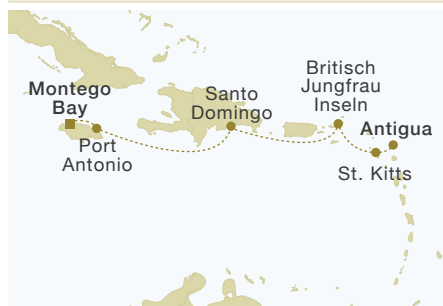 Montego
Bay
Port
Antonio
Santo
Domingo
Britisch
Jungfrau
Inseln
Antigua
St. Kitts